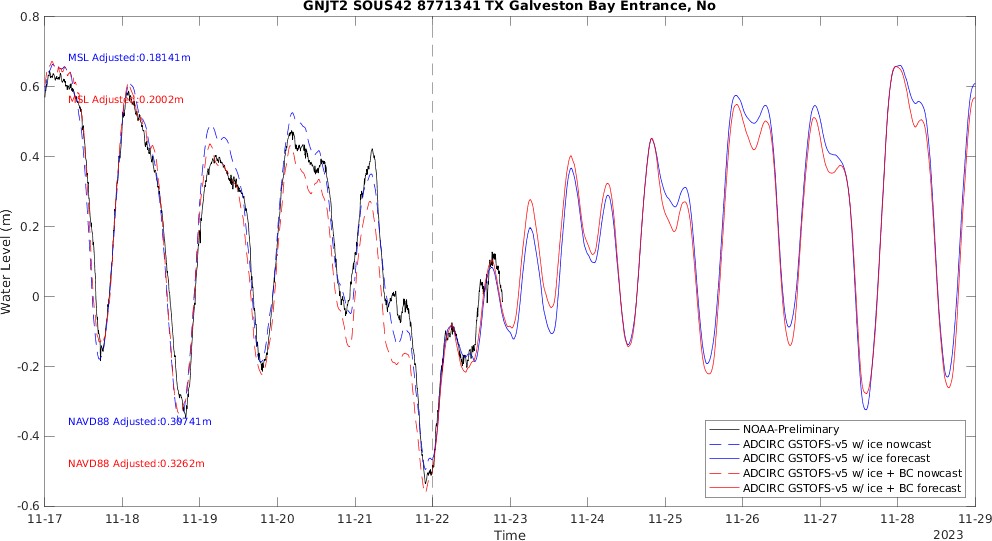 GNJT2 SOUS42 8771341 TX Galveston Bay Entrance, No
0.8
0.6
0.4
0.2
0
-0.2
-0.4
-0.6
Water Level (m)
MSL Adjusted:0.18141m
MSL Adjusted:0.2002m
NAVD88 Adjusted:0.30741m
NAVD88 Adjusted:0.3262m
NOAA-Preliminary
ADCIRC GSTOFS-v5 w/ ice nowcast
ADCIRC GSTOFS-v5 w/ ice forecast
ADCIRC GSTOFS-v5 w/ ice + BC nowcast
ADCIRC GSTOFS-v5 w/ ice + BC forecast
11-17 11-18 11-19 11-20 11-21 11-22 11-23 11-24 11-25 11-26 11-27 11-28 11-29
Time
2023